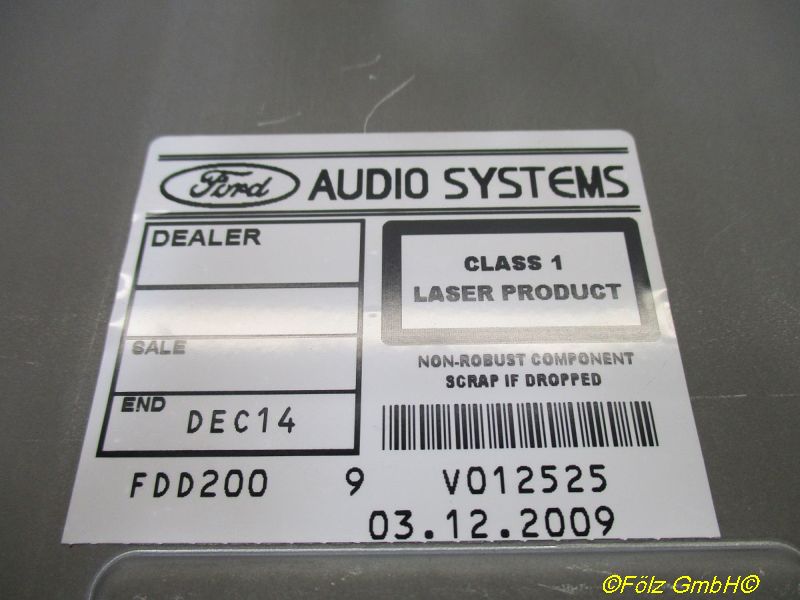 Ford AUDIO SYSTEMS
DEALER
CLASS 1
LASER PRODUCT
SALE
NON-ROBUST COMPONENT
SCRAP IF DROPPED
END DEC14
FDD200 9 V012525
03.12.2009
©Fölz GmbH©